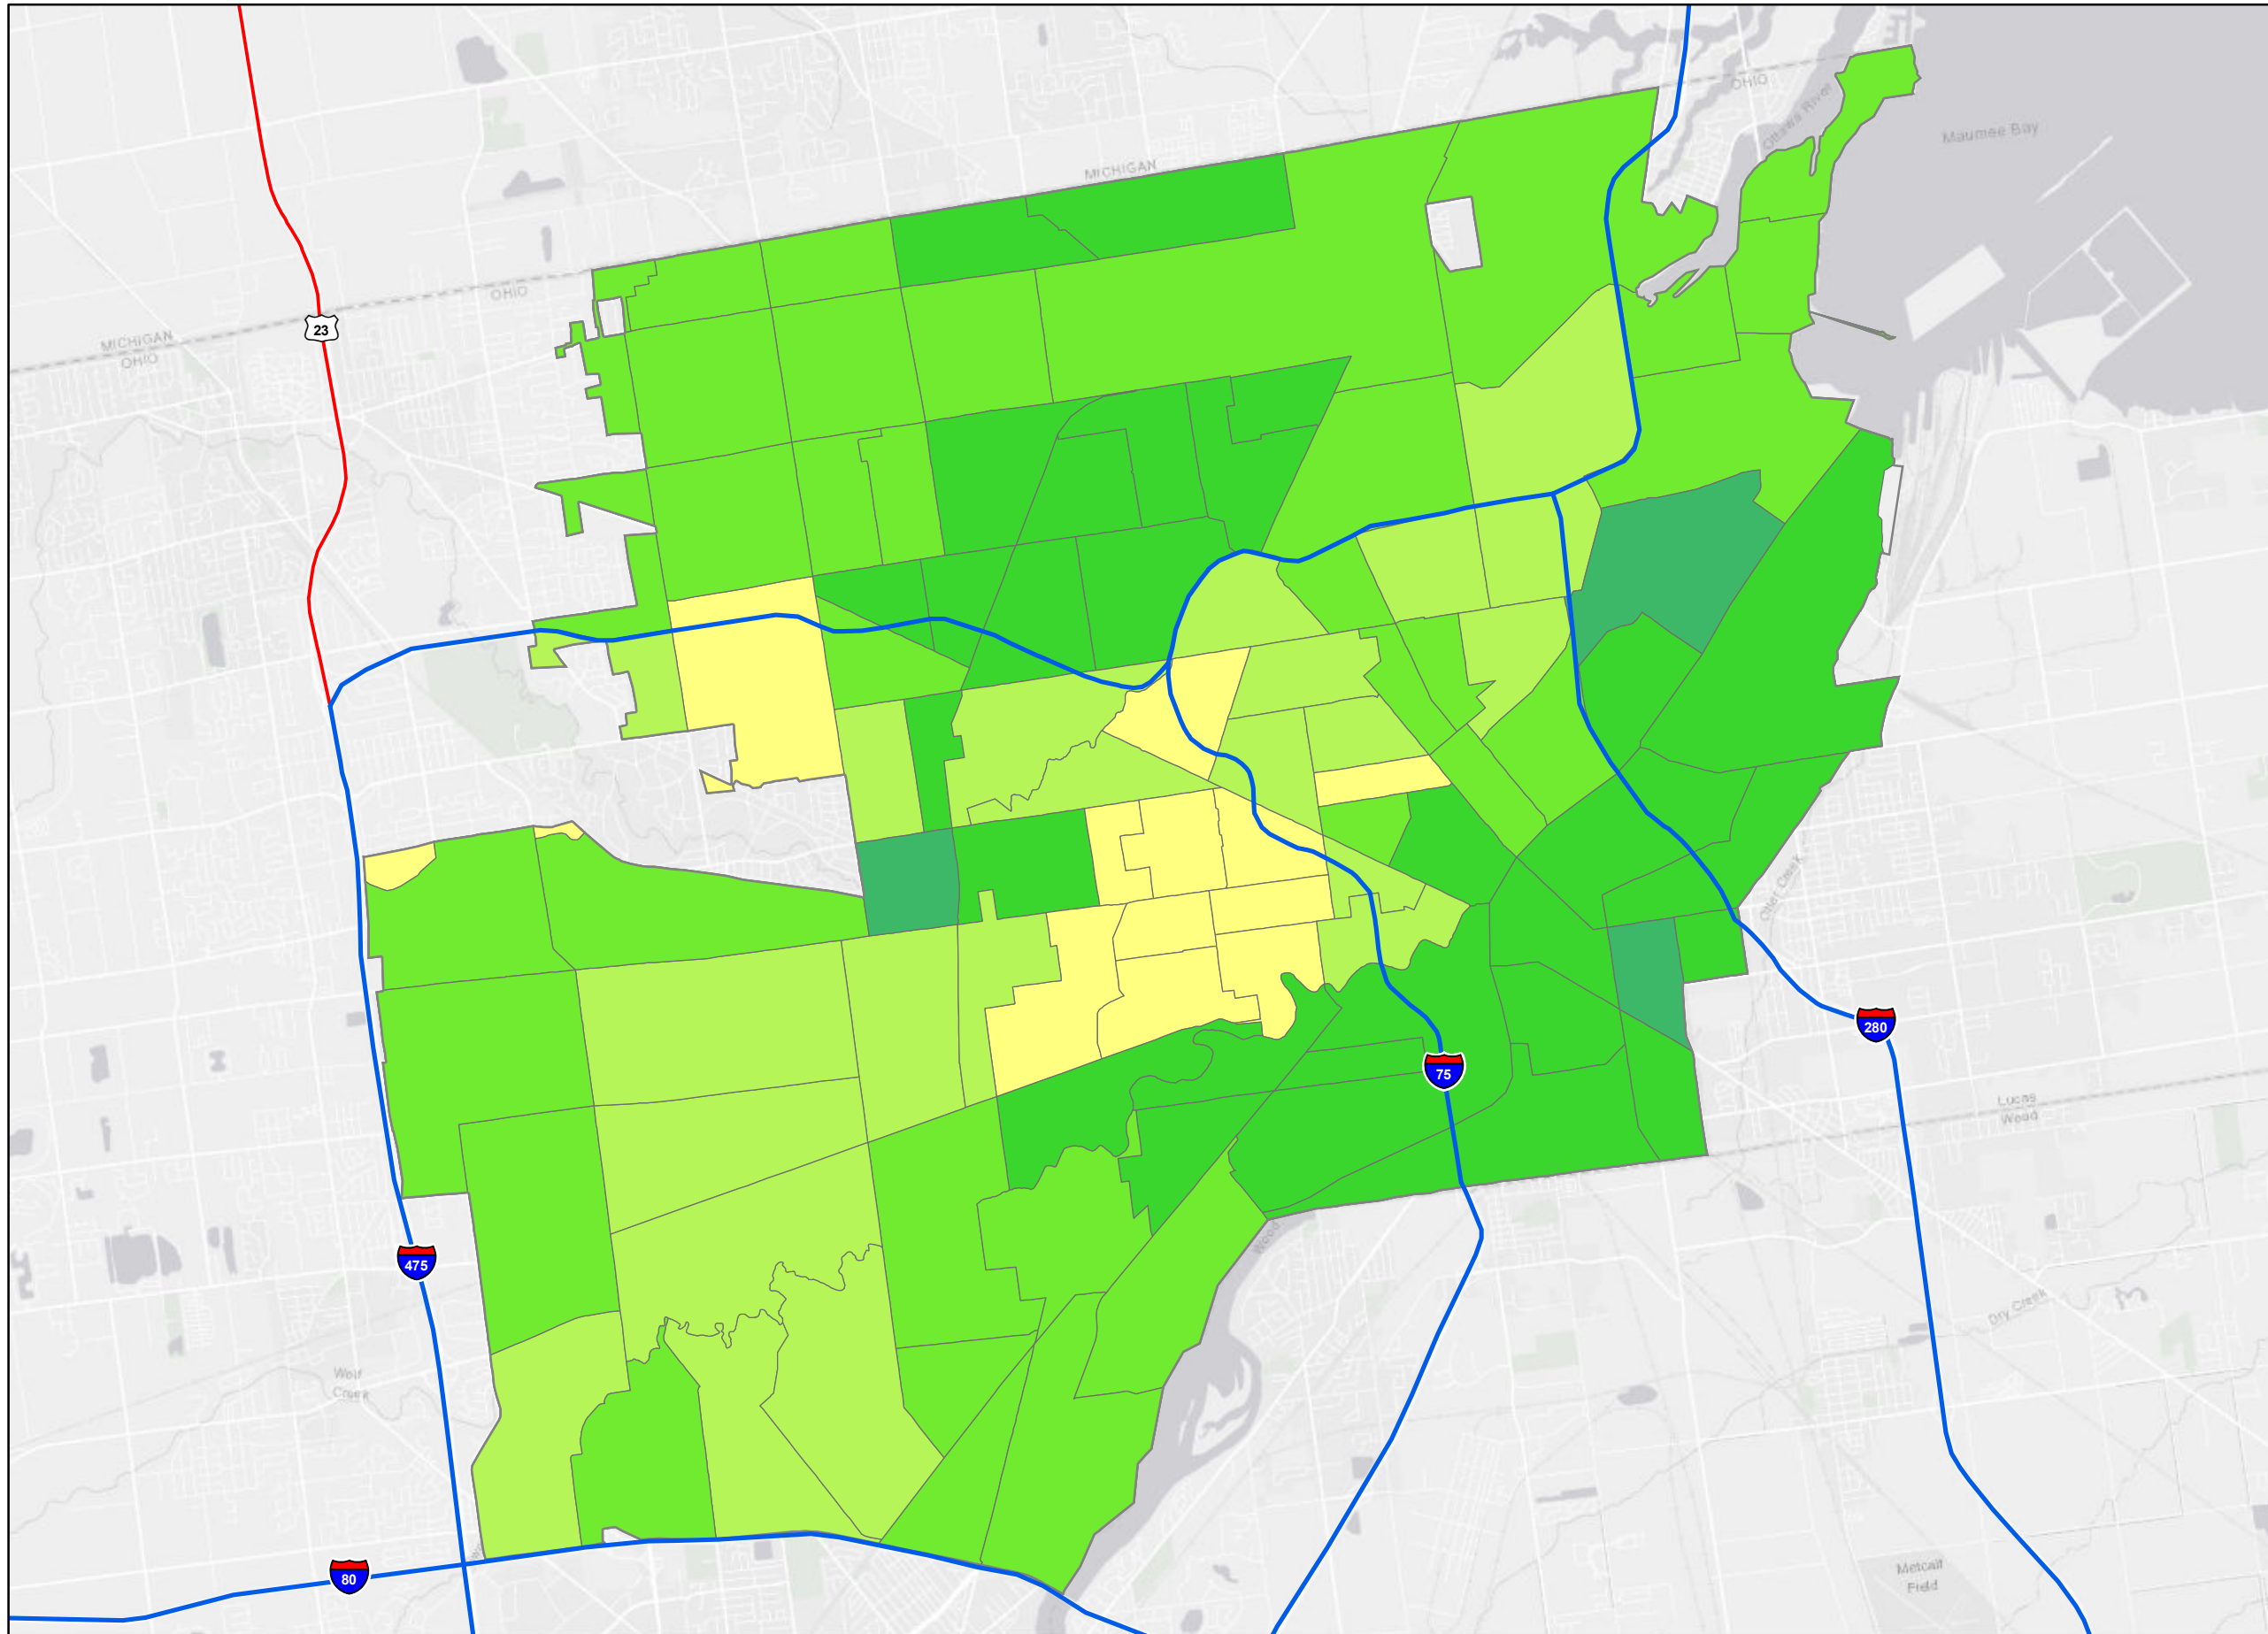 OHIO
Ottawa River
Maumee Bay
MICHIGAN
OHIO
23
MICHIGAN
OHIO
Otter Creek
280
75
Lucas
Wood
Wood
475
Dry Creek
Wolf
Creek
80
Metcalf
Field